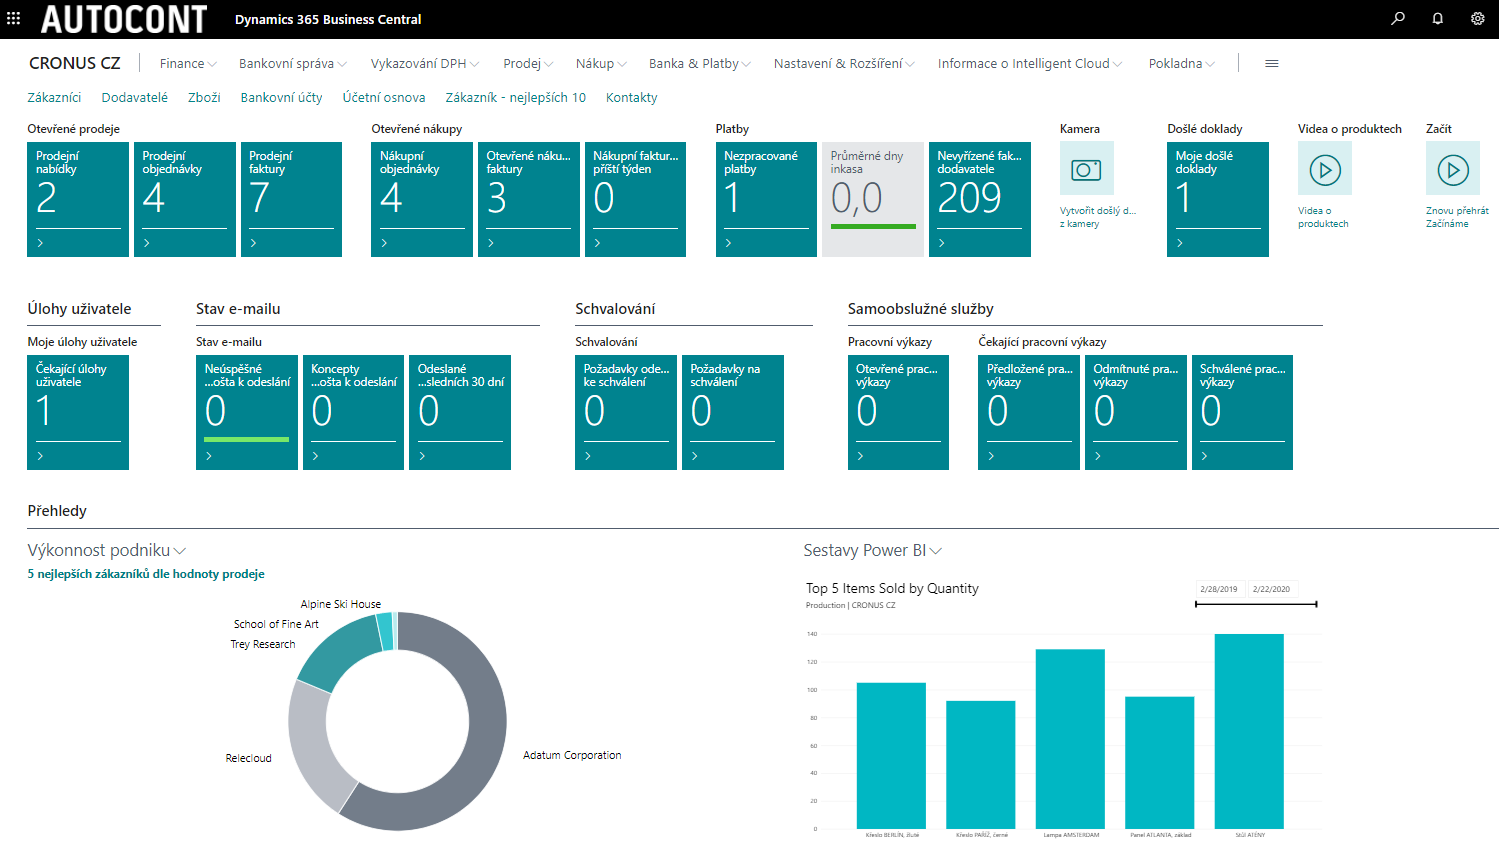 AUTOCONT
Dynamics 365 Business Central
CRONUS CZ
Finance
Bankovní správa
Vykazování DPH
Prodej
Nákup
Banka & Platby
Nastavení & Rozšíření
Informace o Intelligent Cloud
Pokladna
Zákazníci
Dodavatelé
Zboží
Bankovní účty
Účetní osnova
Zákazník - nejlepších 10
Kontakty
Otevřené prodeje
Prodejní
nabídky
2
Prodejní
objednávky
4
Prodejní
faktury
7
Otevřené nákupy
Nákupní
objednávky
4
Otevřené náku...
faktury
3
Nákupní faktur...
příští týden
0
Platby
Nezpracované
platby
1
Průměrné dny
inkasa
0,0
Nevyřízené fak...
dodavatele
209
Kamera
Vytvořit došlý d...
z kamery
Došlé doklady
Moje došlé
doklady
1
Videa o produktech
Videa o
produktech
Začít
Znovu přehrát
Začínáme
Úlohy uživatele
Moje úlohy uživatele
Čekající úlohy
uživatele
1
Stav e-mailu
Stav e-mailu
Neúspěšné
...ošta k odeslání
0
Koncepty
...ošta k odeslání
0
Odeslané
...sledních 30 dní
0
Schvalování
Schvalování
Požadavky ode...
ke schválení
0
Požadavky na
schválení
0
Samoobslužné služby
Pracovní výkazy
Otevřené prac...
výkazy
0
Čekající pracovní výkazy
Předložené pra...
výkazy
0
Odmítnuté pra...
výkazy
0
Schválené prac...
výkazy
0
Přehledy
Výkonnost podniku
5 nejlepších zákazníků dle hodnoty prodeje
Alpine Ski House
School of Fine Art
Trey Research
Relecloud
Adatum Corporation
Sestavy Power BI
Top 5 Items Sold by Quantity
Production | CRONUS CZ
2/28/2019
2/22/2020
140
120
100
80
60
40
20
0
Křeslo BERLÍN, žluté
Křeslo PAŘÍŽ, černé
Lampa AMSTERDAM
Panel ATLANTA, základ
Stůl ATÉNY